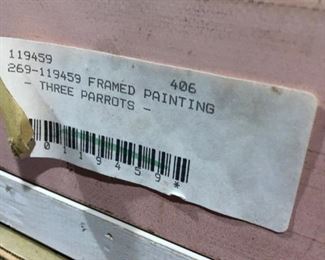 119459 406
269-119459 FRAMED PAINTING
- THREE PARROTS -
0119459*